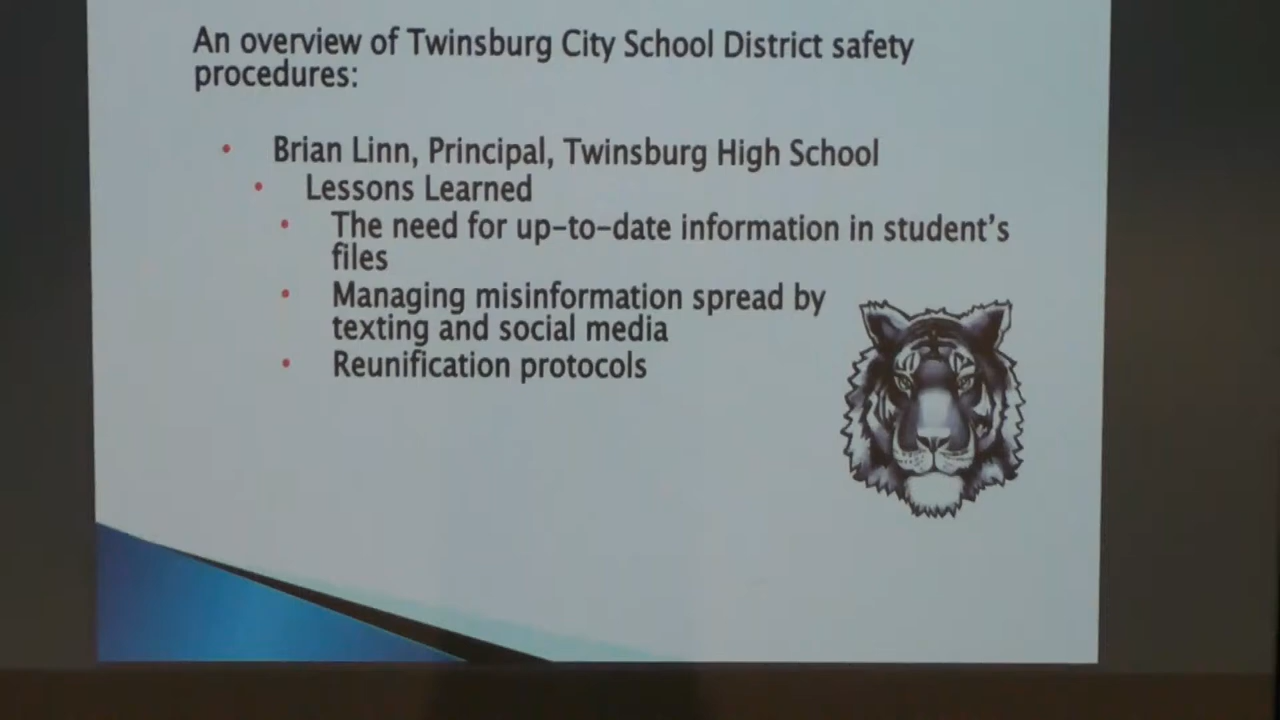 An overview of Twinsburg City School District safety
procedures:
• Brian Linn, Principal, Twinsburg High School
• Lessons Learned
• The need for up-to-date information in student's
files
• Managing misinformation spread by
texting and social media
• Reunification protocols